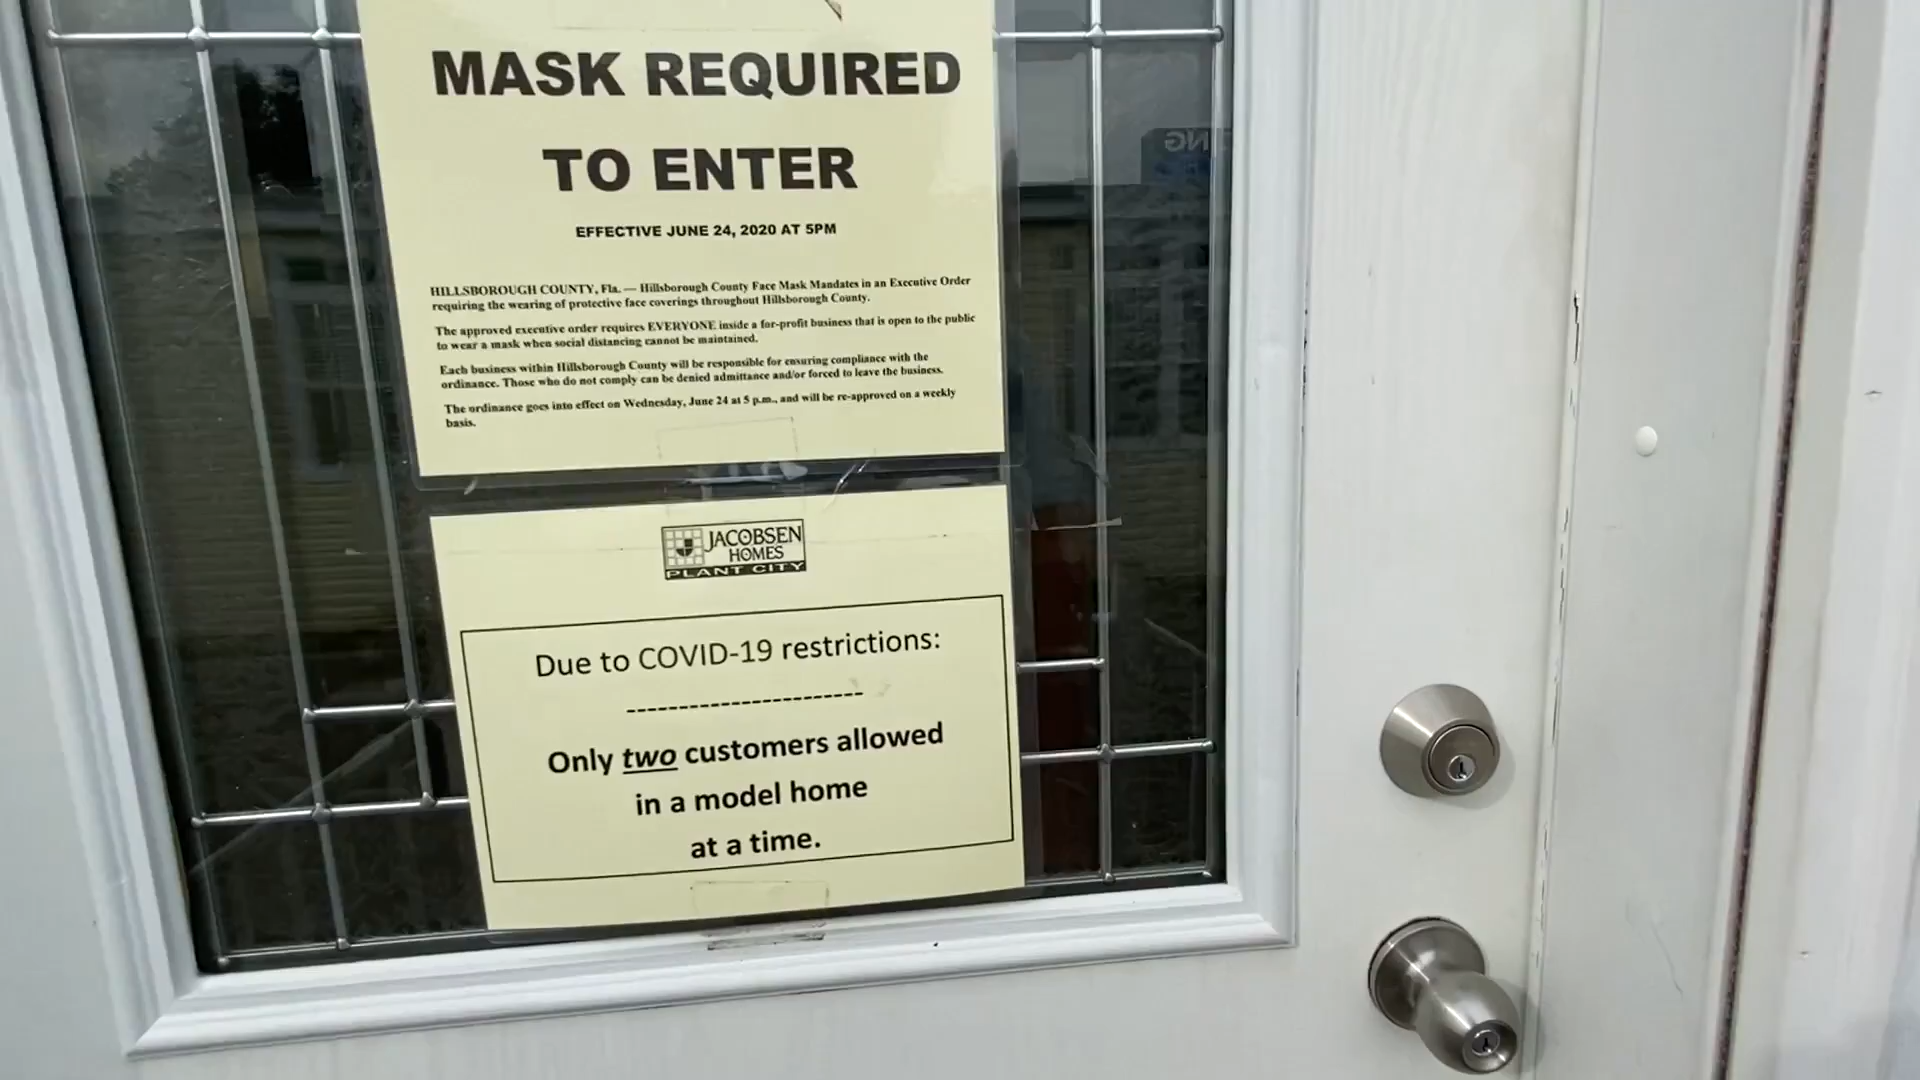 MASK REQUIRED
TO ENTER
EFFECTIVE JUNE 24, 2020 AT 5PM
HILLSBOROUGH COUNTY, Fla. — Hillsborough County Face Mask Mandates in an Executive Order
requiring the wearing of protective face coverings throughout Hillsborough County.
The approved executive order requires EVERYONE inside a for-profit business that is open to the public
to wear a mask when social distancing cannot be maintained.
Each business within Hillsborough County will be responsible for ensuring compliance with the
ordinance. Those who do not comply can be denied admittance and/or forced to leave the business.
The ordinance goes into effect on Wednesday, June 24 at 5 p.m., and will be re-approved on a weekly
basis.
JACOBSEN
HOMES
PLANT CITY
Due to COVID-19 restrictions:
-----------------------
Only two customers allowed
in a model home
at a time.